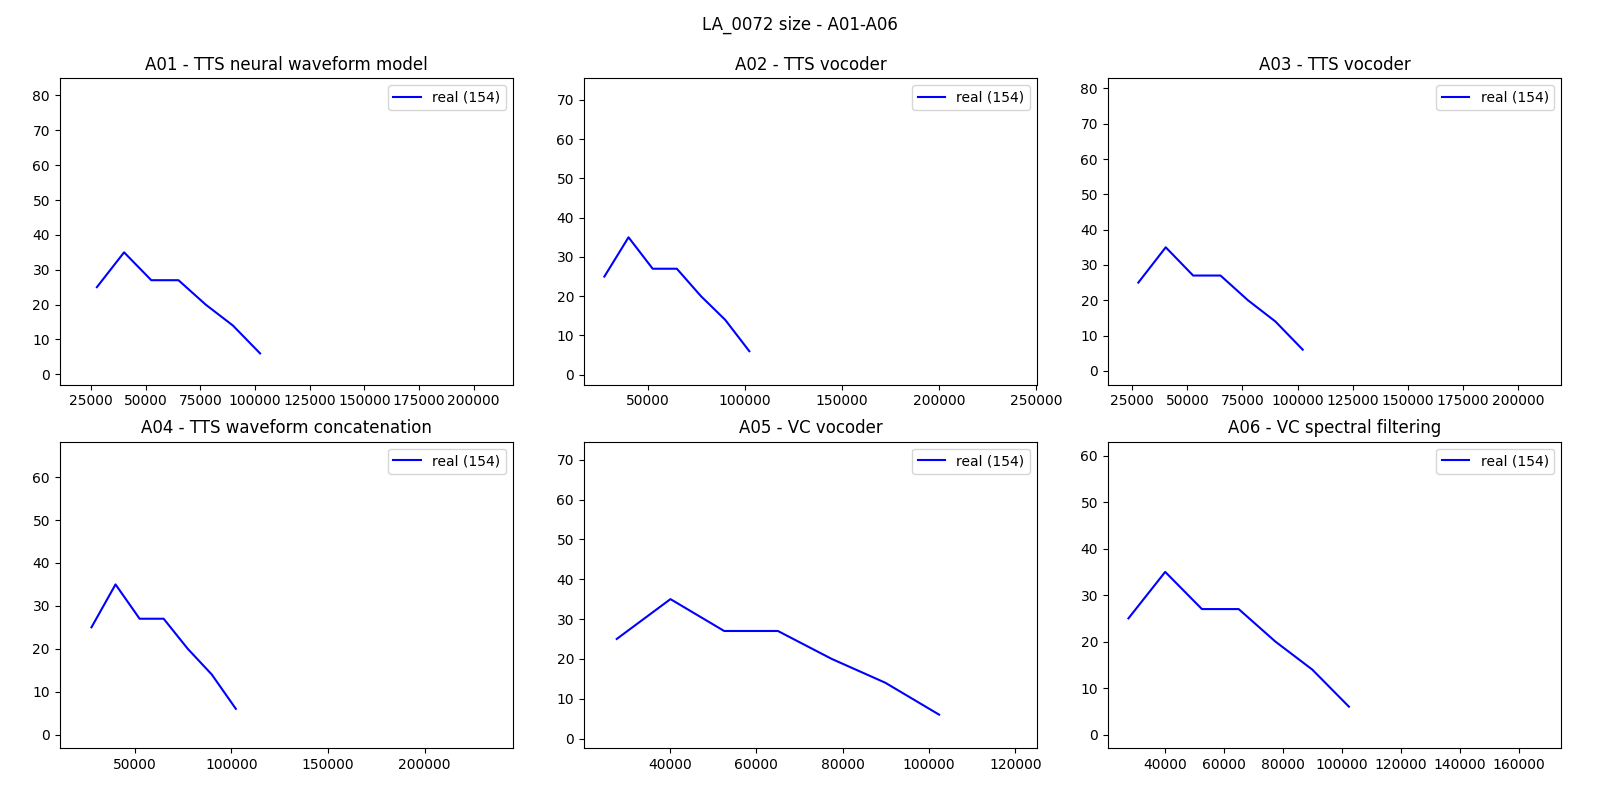 LA_0072 size - A01-A06
A01 - TTS neural waveform model
real (154)
80
70
60
50
40
30
20
10
0
25000 50000 75000 100000 125000 150000 175000 200000
A02 - TTS vocoder
real (154)
70
60
50
40
30
20
10
0
50000 100000 150000 200000 250000
A03 - TTS vocoder
real (154)
80
70
60
50
40
30
20
10
0
25000 50000 75000 100000 125000 150000 175000 200000
A04 - TTS waveform concatenation
real (154)
60
50
40
30
20
10
0
50000 100000 150000 200000
A05 - VC vocoder
real (154)
70
60
50
40
30
20
10
0
40000 60000 80000 100000 120000
A06 - VC spectral filtering
real (154)
60
50
40
30
20
10
0
40000 60000 80000 100000 120000 140000 160000